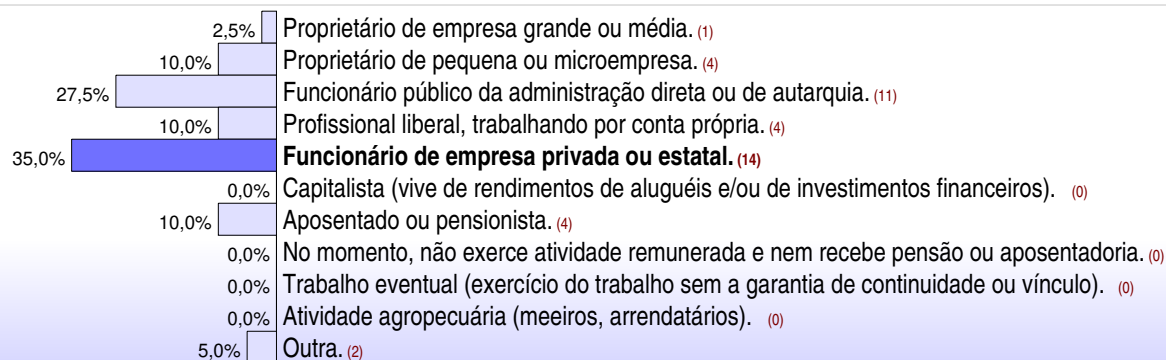 2,5% Proprietário de empresa grande ou média. (1)
10,0% Proprietário de pequena ou microempresa. (4)
27,5% Funcionário público da administração direta ou de autarquia. (11)
10,0% Profissional liberal, trabalhando por conta própria. (4)
35,0% Funcionário de empresa privada ou estatal. (14)
0,0% Capitalista (vive de rendimentos de aluguéis e/ou de investimentos financeiros). (0)
10,0% Aposentado ou pensionista. (4)
0,0% No momento, não exerce atividade remunerada e nem recebe pensão ou aposentadoria. (0)
0,0% Trabalho eventual (exercício do trabalho sem a garantia de continuidade ou vínculo). (0)
0,0% Atividade agropecuária (meeiros, arrendatários). (0)
5,0% Outra. (2)